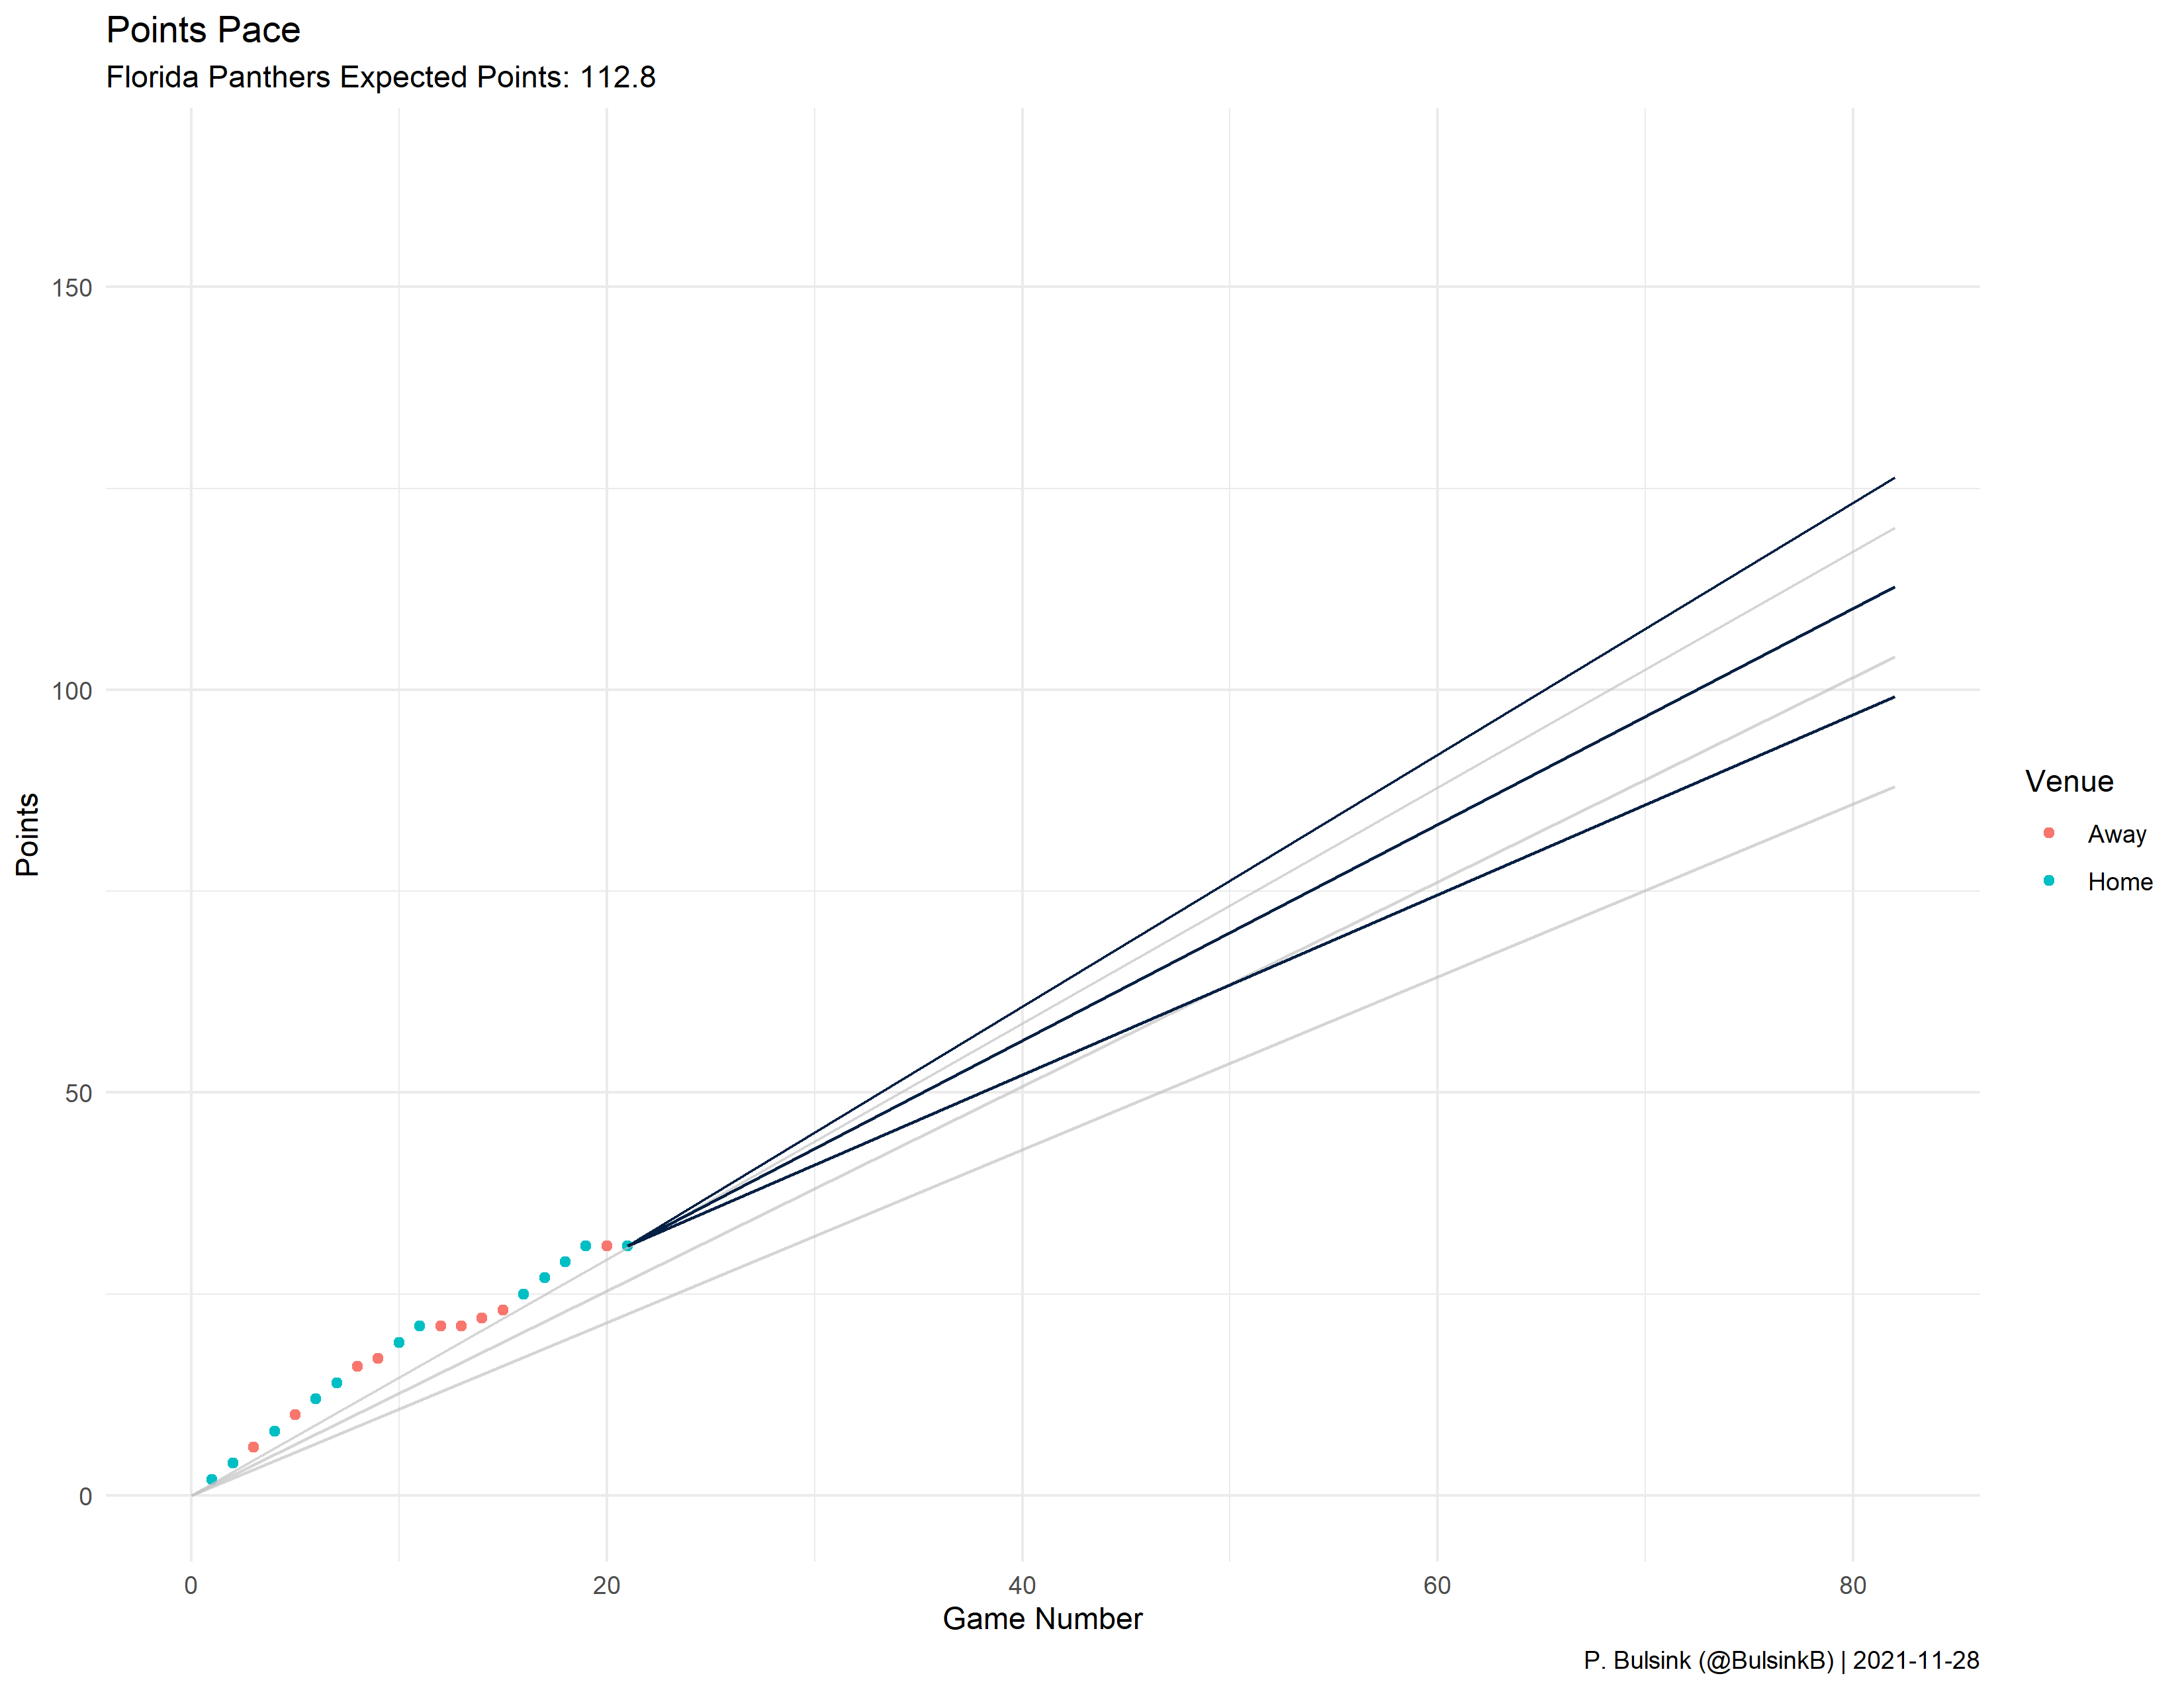 Points Pace
Florida Panthers Expected Points: 112.8
150
100
50
0
Points
0 20 40 60 80
Game Number
Venue
Away
Home
P. Bulsink (@BulsinkB) | 2021-11-28